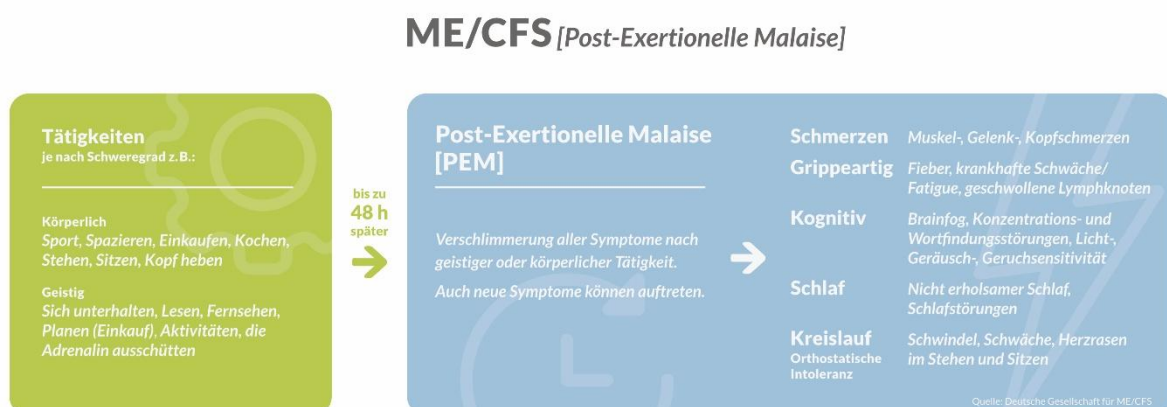 ME/CFS [Post-Exertionelle Malaise]
Tätigkeiten
je nach Schweregrad z.B.:
Körperlich
Sport, Spazieren, Einkaufen, Kochen,
Stehen, Sitzen, Kopf heben
Geistig
Sich unterhalten, Lesen, Fernsehen,
Planen (Einkauf), Aktivitäten, die
Adrenalin ausschütten
bis zu
48 h
später
Post-Exertionelle Malaise
[PEM]
Verschlimmerung aller Symptome nach
geistiger oder körperlicher Tätigkeit.
Auch neue Symptome können auftreten.
Schmerzen Muskel-, Gelenk-, Kopfschmerzen
Grippeartig Fieber, krankhafte Schwäche/
Fatigue, geschwollene Lymphknoten
Kognitiv Brainfog, Konzentrations- und
Wortfindungsstörungen, Licht-,
Geräusch-, Geruchsensitivität
Schlaf Nicht erholsamer Schlaf,
Schlafstörungen
Kreislauf Schwindel, Schwäche, Herzrasen
Orthostatische im Stehen und Sitzen
Intoleranz
Quelle: Deutsche Gesellschaft für ME/CFS